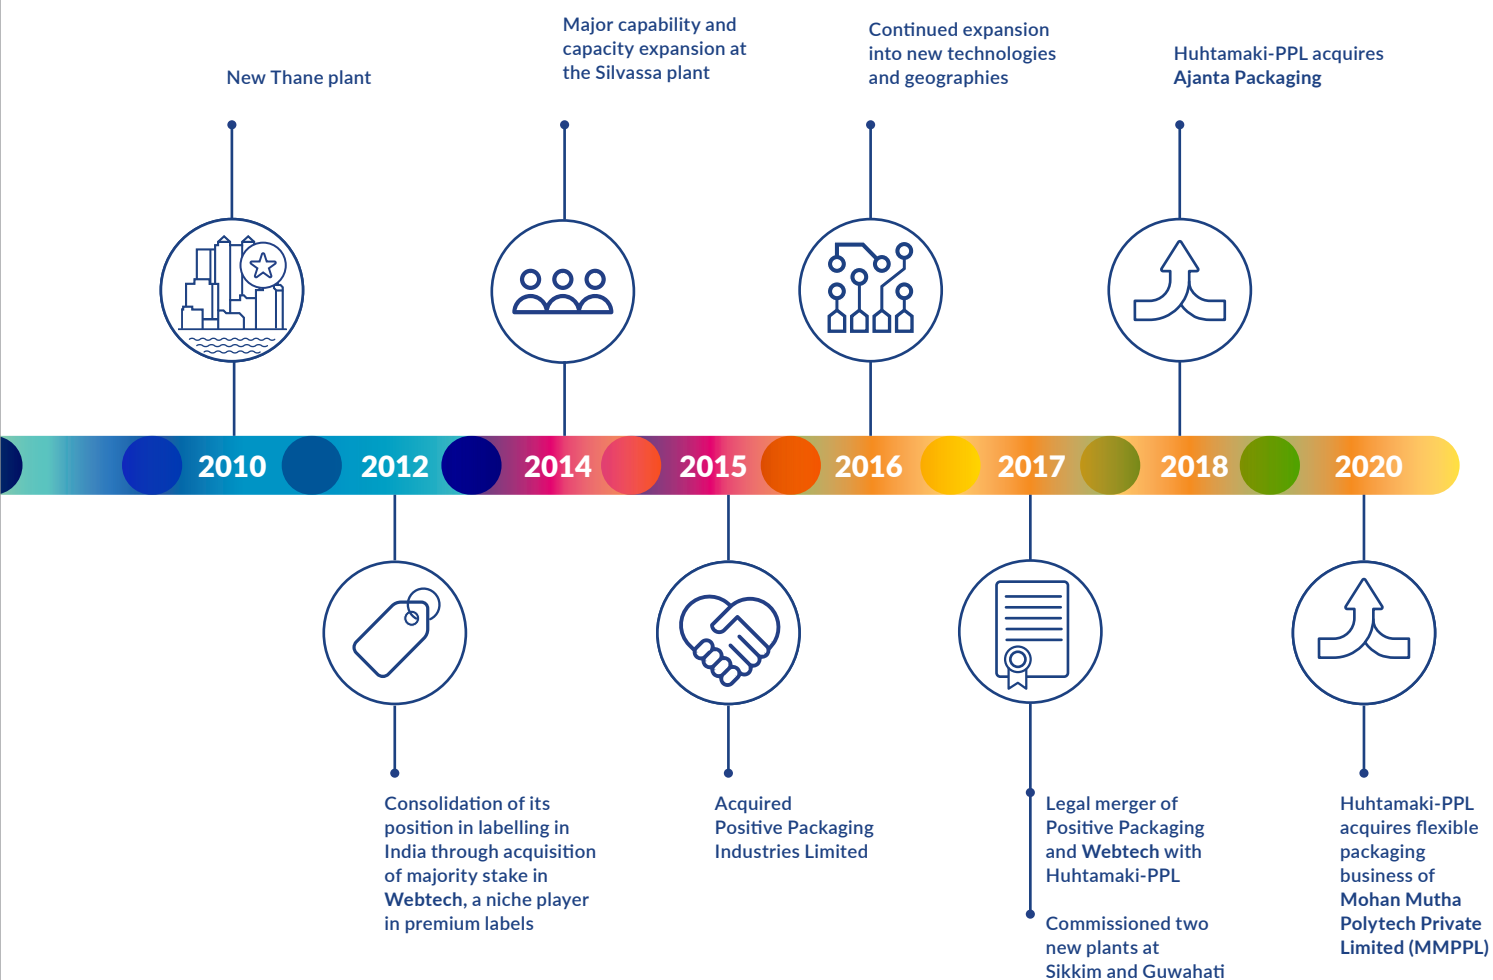 New Thane plant
Major capability and
capacity expansion at
the Silvassa plant
Continued expansion
into new technologies
and geographies
Huhtamaki-PPL acquires
Ajanta Packaging
2010
2012
2014
2015
2016
2017
2018
2020
Consolidation of its
position in labelling in
India through acquisition
of majority stake in
Webtech, a niche player
in premium labels
Acquired
Positive Packaging
Industries Limited
Legal merger of
Positive Packaging
and Webtech with
Huhtamaki-PPL
Commissioned two
new plants at
Sikkim and Guwahati
Huhtamaki-PPL
acquires flexible
packaging
business of
Mohan Mutha
Polytech Private
Limited (MMPPL)